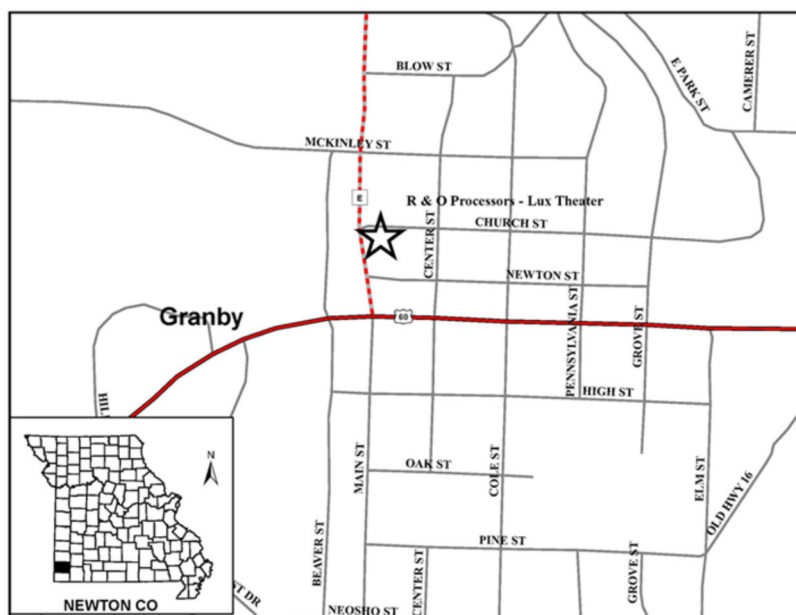 BLOW ST
E PARK ST
CAMERER ST
MCKINLEY ST
E
R & O Processors - Lux Theater
CHURCH ST
CENTER ST
NEWTON ST
Granby
60
PENNSYLVANIA ST
GROVE ST
HIGH ST
MAIN ST
OAK ST
COLE ST
ELM ST
OLD HWY 16
BEAVER ST
PINE ST
CENTER ST
GROVE ST
NEOSHO ST
ST DR
N
NEWTON CO